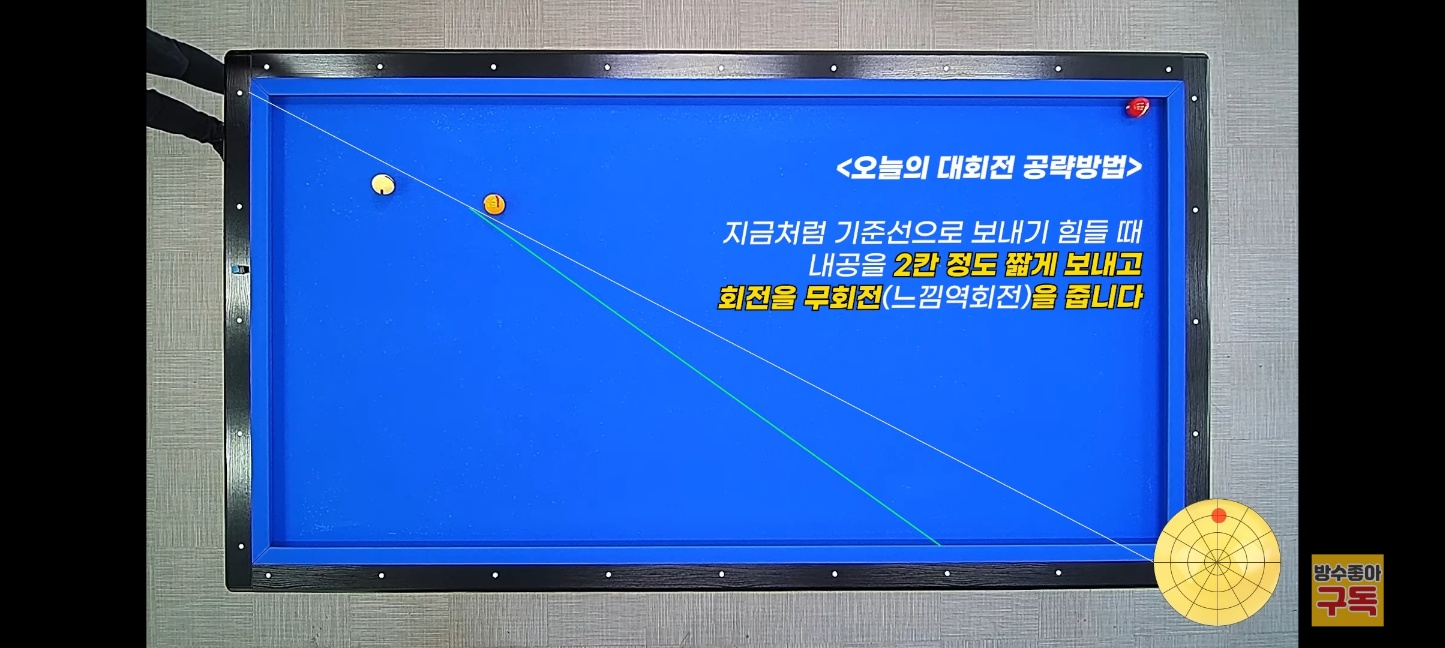 <오늘의 대회전 공략방법>
지금처럼 기준선으로 보내기 힘들 때
내공을 2칸 정도 짧게 보내고
회전을 무회전(느낌역회전)을 줍니다
방수좋아
구독